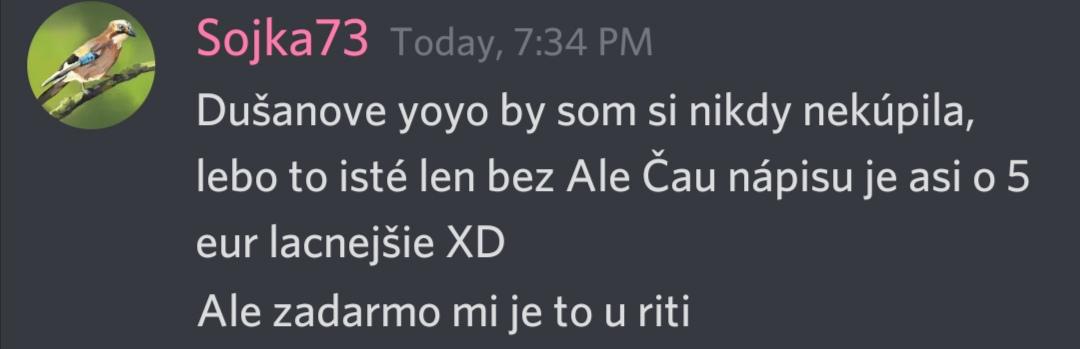 Sojka73 Today, 7:34 PM
Dušanove yoyo by som si nikdy nekúpila,
lebo to isté len bez Ale Čau nápisu je asi o 5
eur lacnejšie XD
Ale zadarmo mi je to u riti